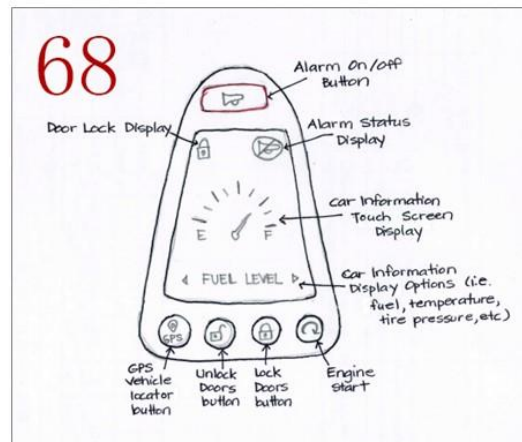 68
Alarm On/off
Button
Door Lock Display
Alarm Status
Display
Car Information
Touch Screen
Display
E F
FUEL LEVEL
Car Information
Display Options (i.e.
fuel, temperature,
tire pressure, etc)
GPS
GPS
Vehicle
locator
button
Unlock
Doors
button
Lock
Doors
button
Engine
start